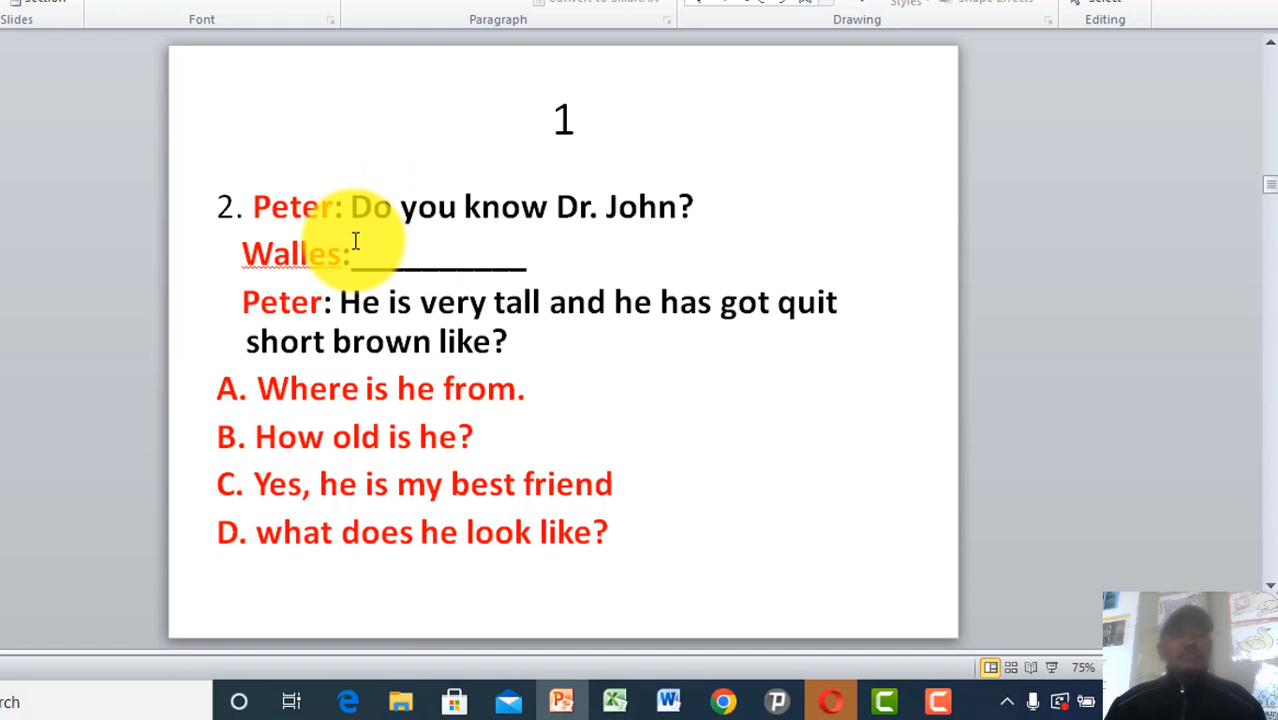 Slides
Font
Paragraph
Drawing
Editing
1
2. Peter: Do you know Dr. John?
Walles:__________
Peter: He is very tall and he has got quit
short brown like?
A. Where is he from.
B. How old is he?
C. Yes, he is my best friend
D. what does he look like?
75%
rch